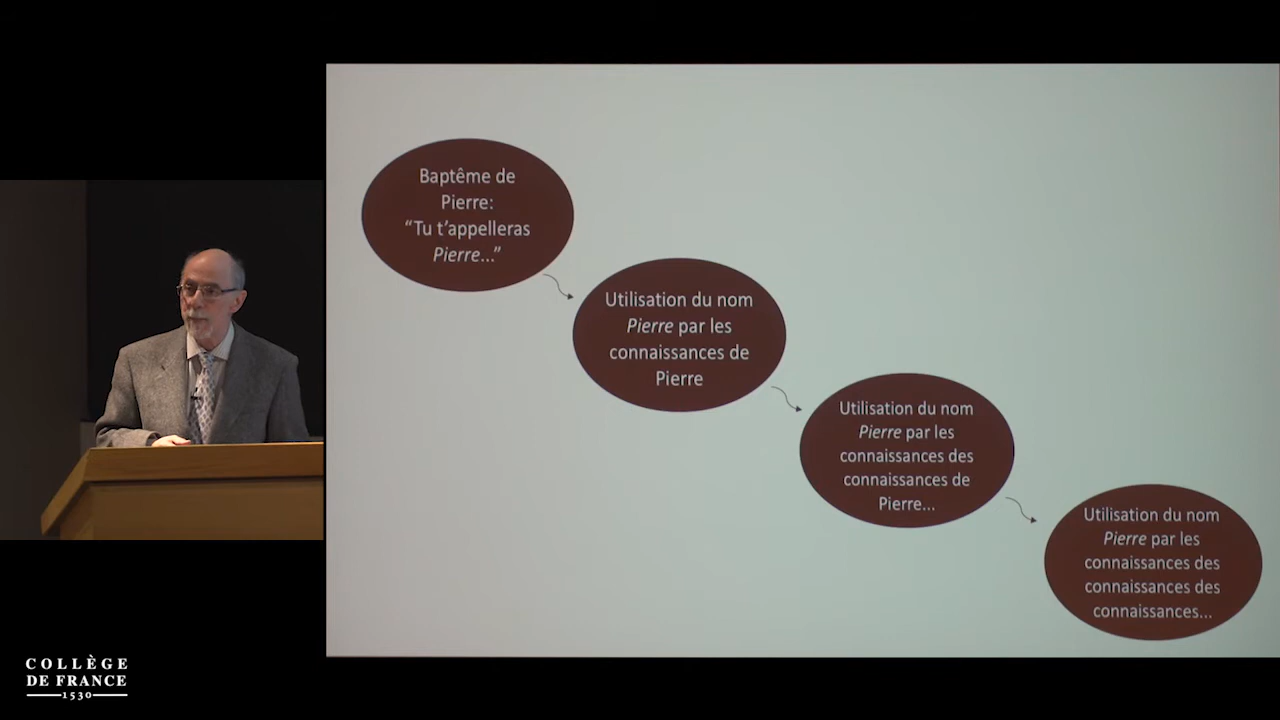 Baptême de
Pierre:
“Tu t’appelleras
Pierre...”
Utilisation du nom
Pierre par les
connaissances de
Pierre
Utilisation du nom
Pierre par les
connaissances des
connaissances de
Pierre...
Utilisation du nom
Pierre par les
connaissances des
connaissances des
connaissances...
COLLÈGE
DE FRANCE
1530